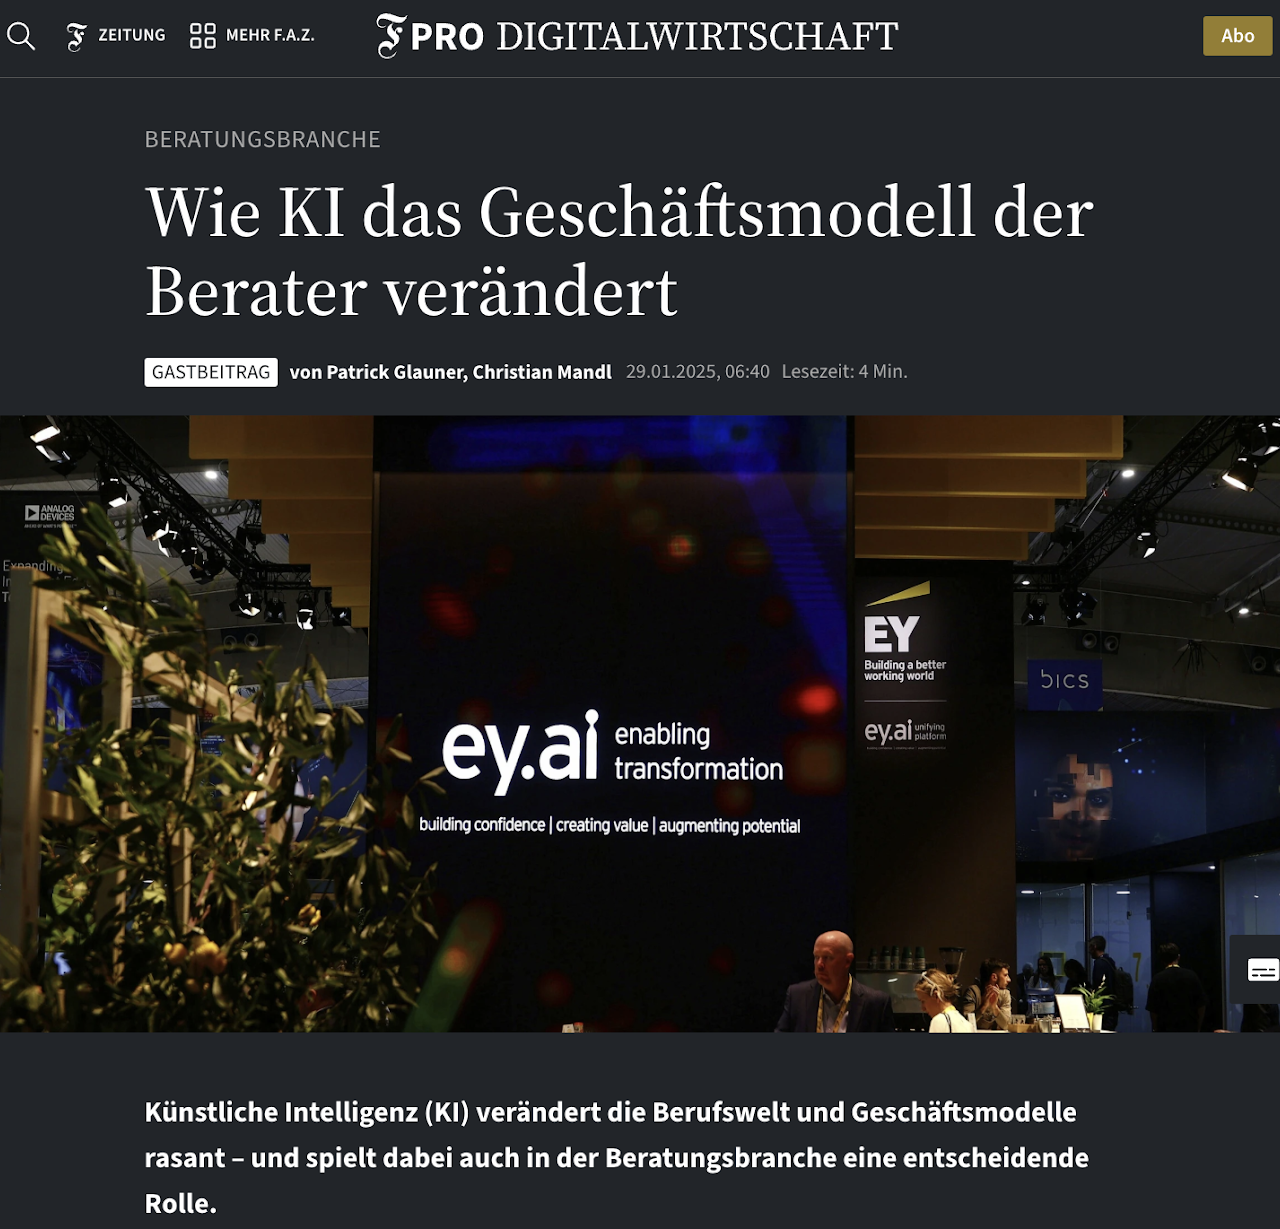 ZEITUNG
MEHR F.A.Z.
F PRO DIGITALWIRTSCHAFT
Abo
BERATUNGSBRANCHE
Wie KI das Geschäftsmodell der
Berater verändert
GASTBEITRAG von Patrick Glauner, Christian Mandl 29.01.2025, 06:40 Lesezeit: 4 Min.
ANALOG
DEVICES
Expanding
EY
Building a better
working world
ey.ai unifying
platform
bics
ey.ai enabling
transformation
building confidence | creating value | augmenting potential
Künstliche Intelligenz (KI) verändert die Berufswelt und Geschäftsmodelle
rasant – und spielt dabei auch in der Beratungsbranche eine entscheidende
Rolle.